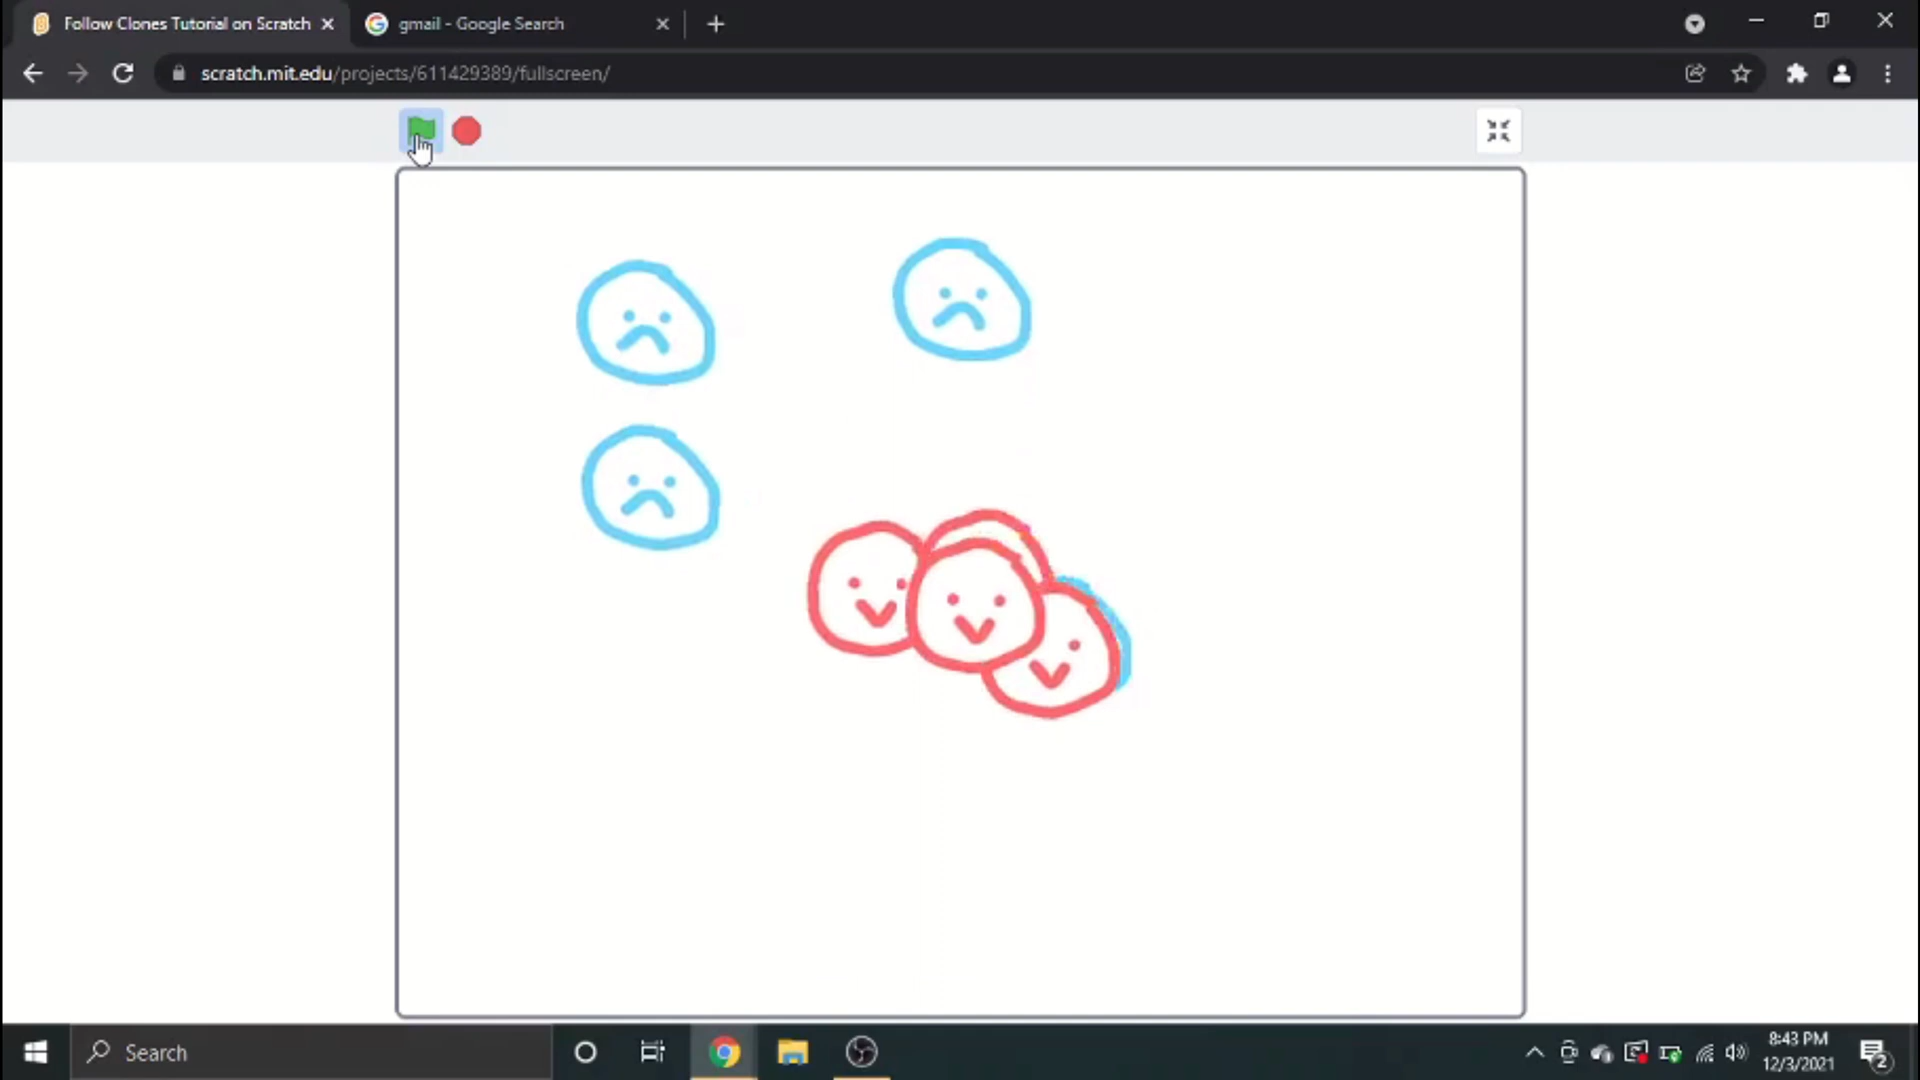 Follow Clones Tutorial on Scratch
gmail - Google Search
scratch.mit.edu/projects/611429389/fullscreen/
Search
8:43 PM
12/3/2021
2